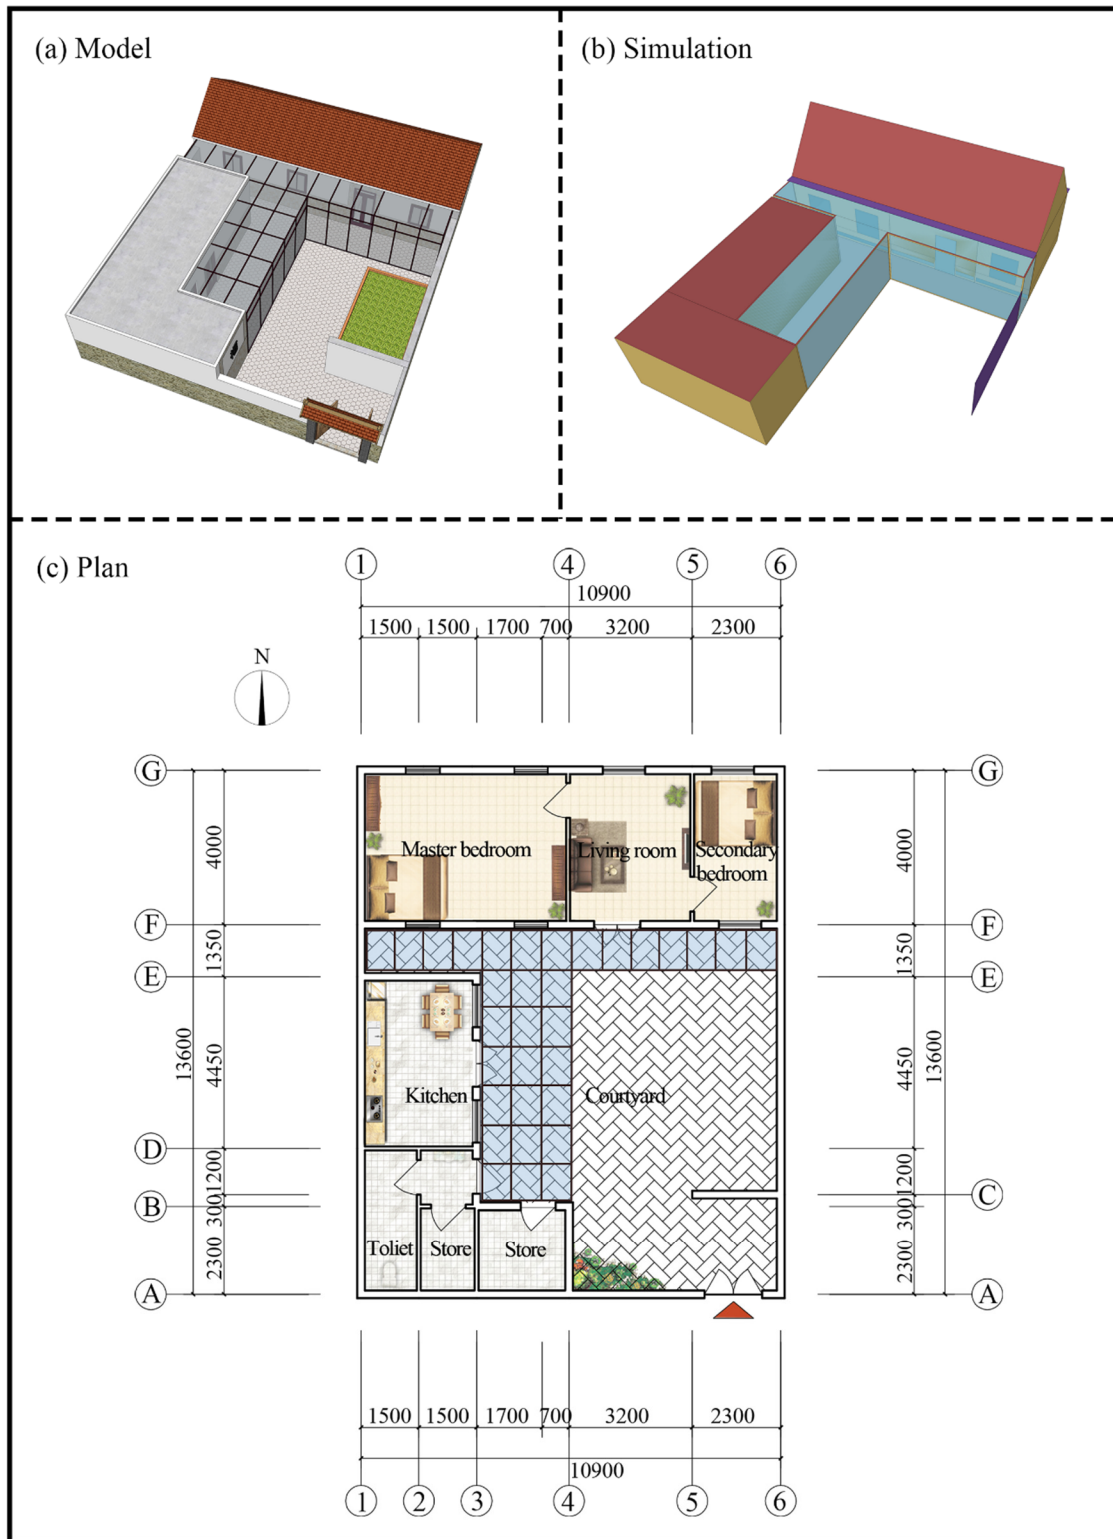 (a) Model
(b) Simulation
(c) Plan
1 4 5 6
10900
1500 1500 1700 700 3200 2300
N
G G
4000 4000
Master bedroom Living room Secondary
bedroom
F F
1350 1350
E E
13600 4450 4450 13600
Kitchen Courtyard
D
1200 1200
B C
300 300
2300 2300
Toliet Store Store
A A
1500 1500 1700 700 3200 2300
10900
1 2 3 4 5 6